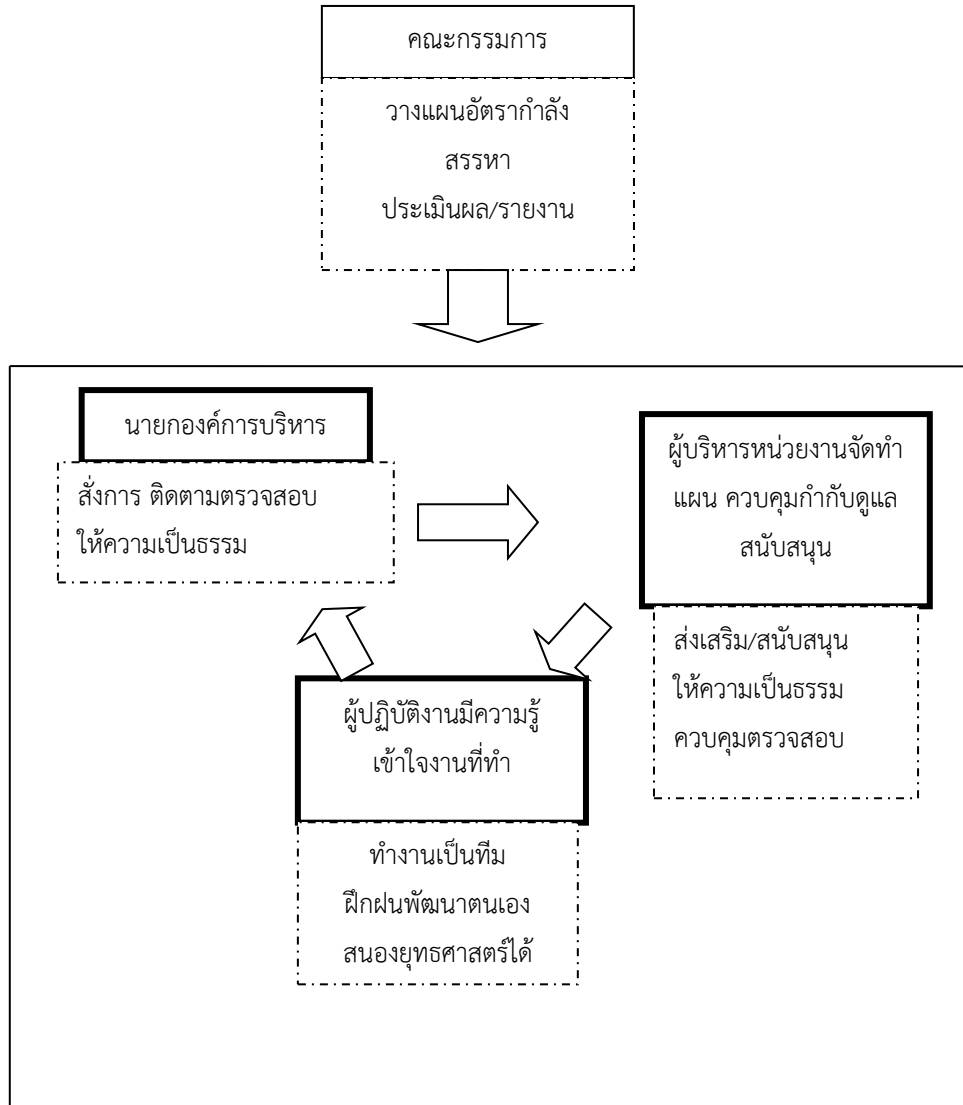 คณะกรรมการ
วางแผนอัตรากำลัง
สรรหา
ประเมินผล/รายงาน
นายกองค์การบริหาร
สั่งการ ติดตามตรวจสอบ
ให้ความเป็นธรรม
ผู้บริหารหน่วยงานจัดทำ
แผน ควบคุมกำกับดูแล
สนับสนุน
ส่งเสริม/สนับสนุน
ให้ความเป็นธรรม
ควบคุมตรวจสอบ
ผู้ปฏิบัติงานมีความรู้
เข้าใจงานที่ทำ
ทำงานเป็นทีม
ฝึกฝนพัฒนาตนเอง
สนองยุทธศาสตร์ได้